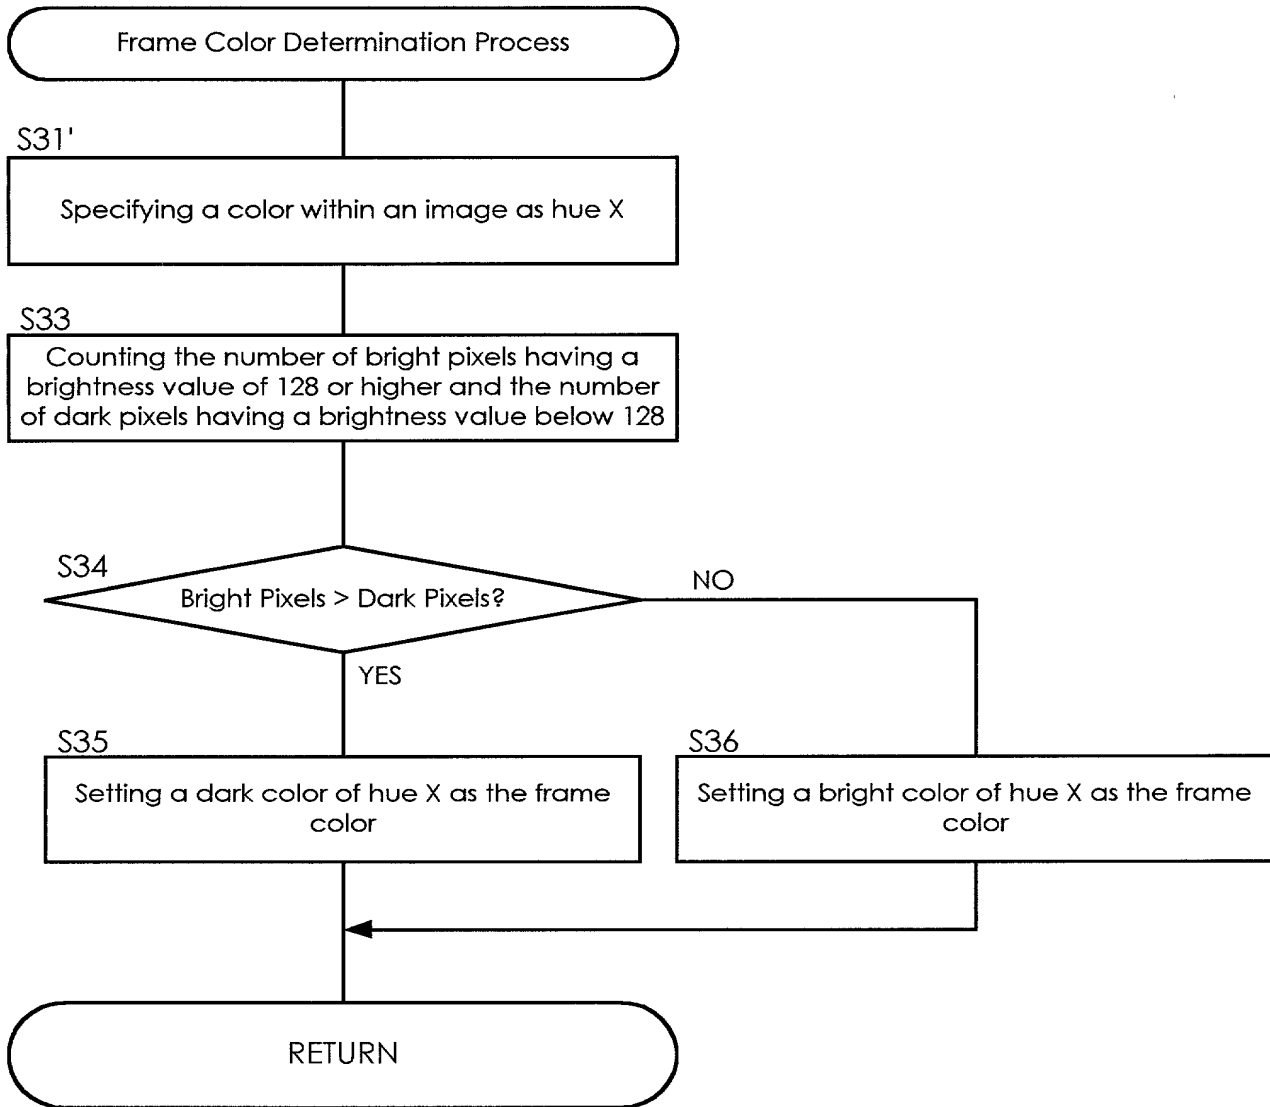 Frame Color Determination Process
S31'
Specifying a color within an image as hue X
S33
Counting the number of bright pixels having a
brightness value of 128 or higher and the number
of dark pixels having a brightness value below 128
S34
Bright Pixels > Dark Pixels?
NO
YES
S35
Setting a dark color of hue X as the frame
color
S36
Setting a bright color of hue X as the frame
color
RETURN